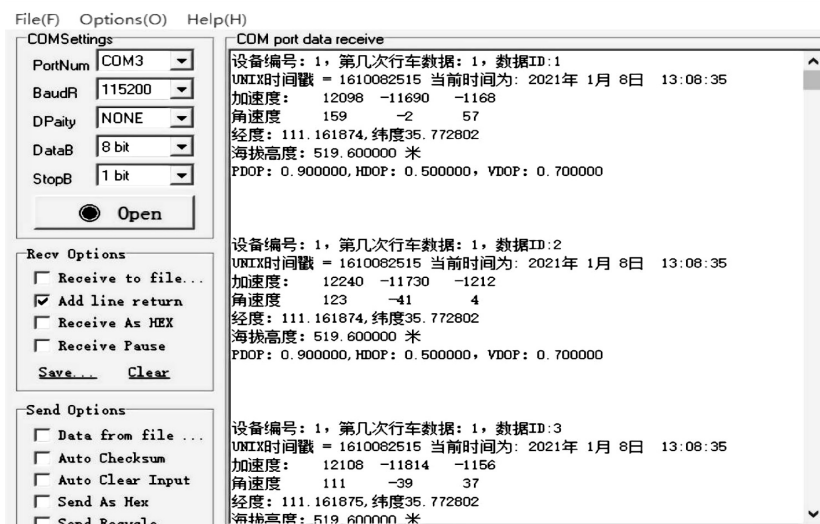 File(F) Options(O) Help(H)
COMSettings
PortNum COM3
BaudR 115200
DPaity NONE
DataB 8 bit
StopB 1 bit
Open
Recv Options
Receive to file...
Add line return
Receive As HEX
Receive Pause
Save... Clear
Send Options
Data from file ...
Auto Checksum
Auto Clear Input
Send As Hex
Send Recycle
COM port data receive
设备编号: 1, 第几次行车数据: 1, 数据ID:1
UNIX时间戳 = 1610082515 当前时间为: 2021年 1月 8日 13:08:35
加速度: 12098 -11690 -1168
角速度 159 -2 57
经度: 111.161874,纬度35.772802
海拔高度: 519.600000 米
PDOP: 0.900000,HDOP: 0.500000, VDOP: 0.700000
设备编号: 1, 第几次行车数据: 1, 数据ID:2
UNIX时间戳 = 1610082515 当前时间为: 2021年 1月 8日 13:08:35
加速度: 12240 -11730 -1212
角速度 123 -41 4
经度: 111.161874,纬度35.772802
海拔高度: 519.600000 米
PDOP: 0.900000,HDOP: 0.500000, VDOP: 0.700000
设备编号: 1, 第几次行车数据: 1, 数据ID:3
UNIX时间戳 = 1610082515 当前时间为: 2021年 1月 8日 13:08:35
加速度: 12108 -11814 -1156
角速度 111 -39 37
经度: 111.161875,纬度35.772802
海拔高度: 519.600000 米